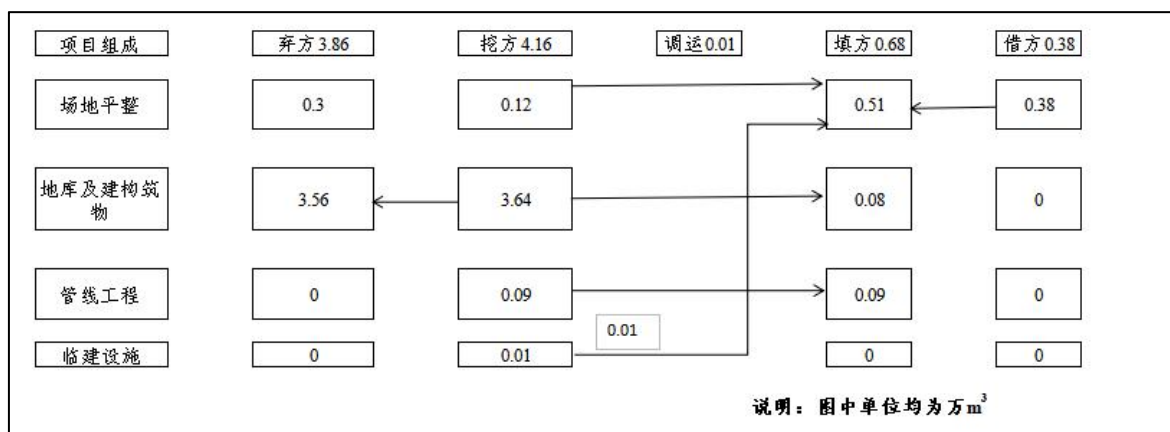 项目组成 弃方3.86 挖方4.16 调运0.01 填方0.68 借方0.38
场地平整 0.3 0.12 0.51 0.38
地库及建构筑
物 3.56 3.64 0.08 0
管线工程 0 0.09 0.09 0
0.01
临建设施 0 0.01 0 0
说明：图中单位均为万m³